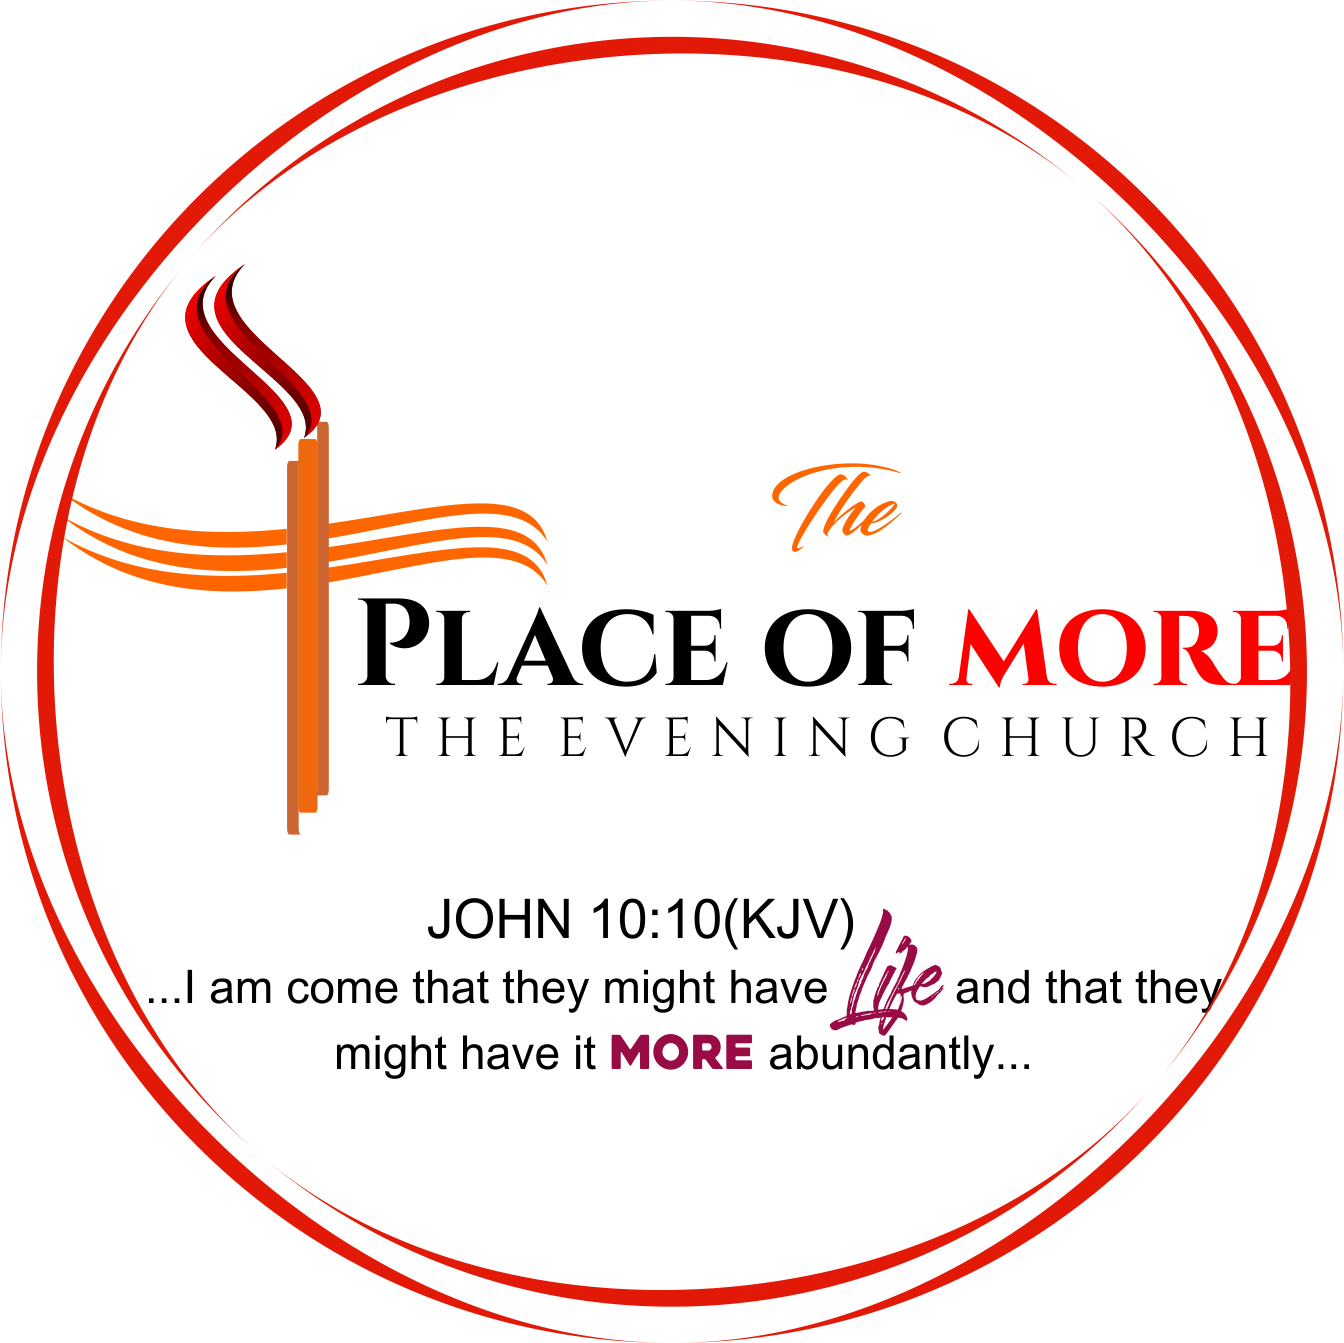 The
PLACE OF MORE
THE EVENING CHURCH
JOHN 10:10(KJV)
...I am come that they might have Life and that they
might have it MORE abundantly...